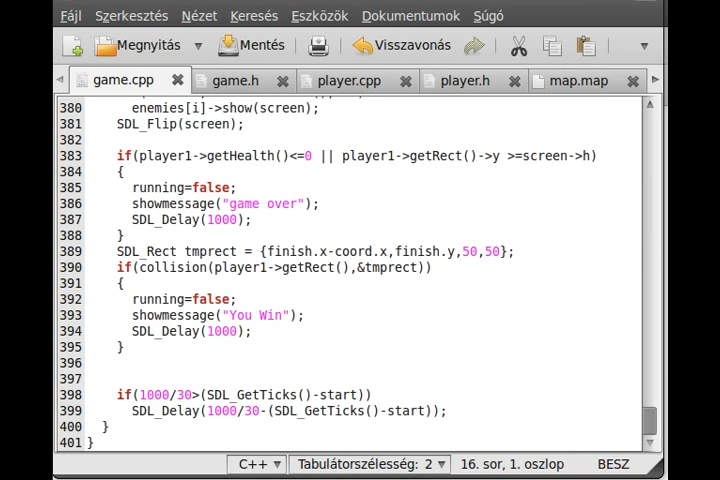 Fájl Szerkesztés Nézet Keresés Eszközök Dokumentumok Súgó
Megnyitás Mentés Visszavonás
game.cpp game.h player.cpp player.h map.map
380 enemies[i]->show(screen);
381 SDL_Flip(screen);
382
383 if(player1->getHealth()<=0 || player1->getRect()->y >=screen->h)
384 {
385 running=false;
386 showmessage("game over");
387 SDL_Delay(1000);
388 }
389 SDL_Rect tmprect = {finish.x-coord.x,finish.y,50,50};
390 if(collision(player1->getRect(),&tmprect))
391 {
392 running=false;
393 showmessage("You Win");
394 SDL_Delay(1000);
395 }
396
397
398 if(1000/30>(SDL_GetTicks()-start))
399 SDL_Delay(1000/30-(SDL_GetTicks()-start));
400 }
401 }
C++ Tabulátorszélesség: 2 16. sor, 1. oszlop BESZ